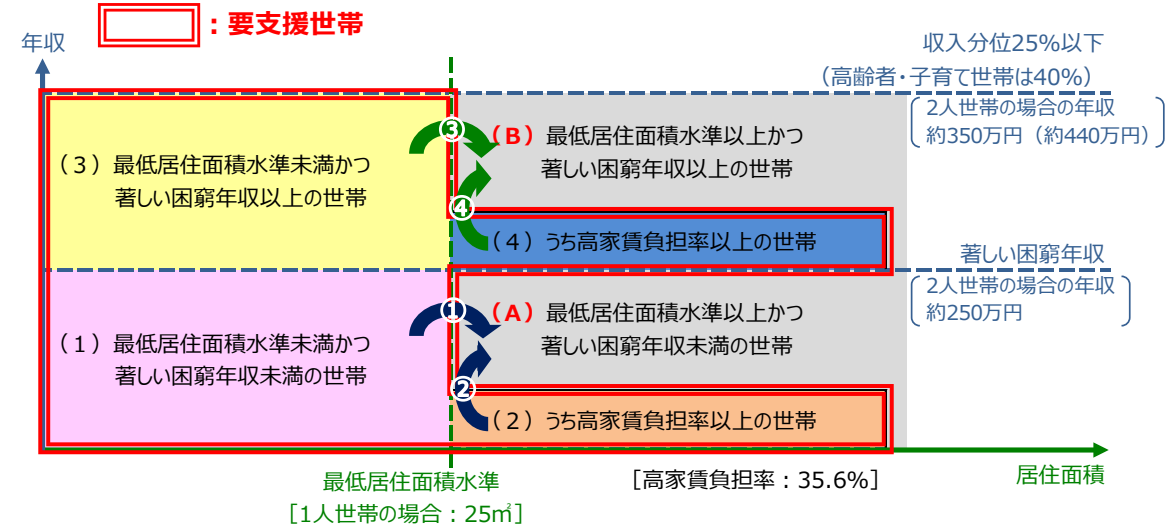 ：要支援世帯
年収
収入分位25%以下
（高齢者・子育て世帯は40%）
2人世帯の場合の年収
約350万円（約440万円）
③
（B）最低居住面積水準以上かつ
著しい困窮年収以上の世帯
（3）最低居住面積水準未満かつ
著しい困窮年収以上の世帯
④
（4）うち高家賃負担率以上の世帯
著しい困窮年収
2人世帯の場合の年収
約250万円
①
（A）最低居住面積水準以上かつ
著しい困窮年収未満の世帯
（1）最低居住面積水準未満かつ
著しい困窮年収未満の世帯
②
（2）うち高家賃負担率以上の世帯
最低居住面積水準
［1人世帯の場合：25㎡］
［高家賃負担率：35.6%］
居住面積